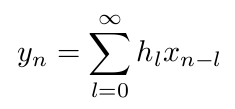 $y_n = \sum_{l=0}^{\infty} h_l x_{n-l}$